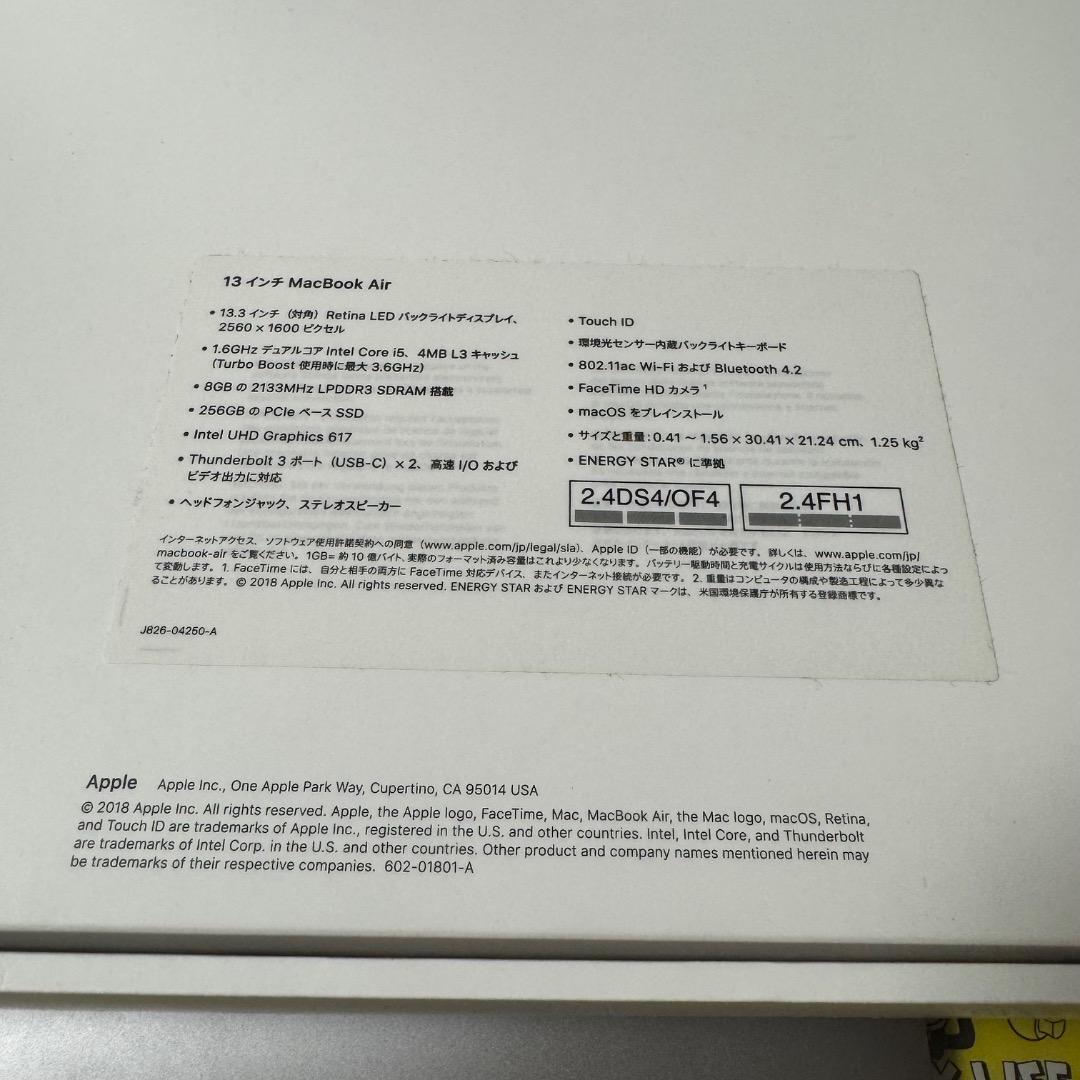 13 インチ MacBook Air
• 13.3 インチ（対角）Retina LED バックライトディスプレイ、
2560 × 1600 ピクセル
• 1.6GHz デュアルコア Intel Core i5、4MB L3 キャッシュ
(Turbo Boost 使用時に最大 3.6GHz)
• 8GB の 2133MHz LPDDR3 SDRAM 搭載
• 256GB の PCIe ベース SSD
• Intel UHD Graphics 617
• Thunderbolt 3 ポート（USB-C）× 2、高速 I/O および
ビデオ出力に対応
• ヘッドフォンジャック、ステレオスピーカー
• Touch ID
• 環境光センサー内蔵バックライトキーボード
• 802.11ac Wi-Fi および Bluetooth 4.2
• FaceTime HD カメラ¹
• macOS をプレインストール
• サイズと重量：0.41 ～ 1.56 × 30.41 × 21.24 cm、1.25 kg²
• ENERGY STAR® に準拠
2.4DS4/OF4
2.4FH1
インターネットアクセス、ソフトウェア使用許諾契約への同意（www.apple.com/jp/legal/sla）、Apple ID（一部の機能）が必要です。詳しくは、www.apple.com/jp/
macbook-air をご覧ください。1GB= 約 10 億バイト、実際のフォーマット済み容量はこれより少なくなります。バッテリー駆動時間と充電サイクルは使用方法ならびに各種設定によっ
て変動します。1. FaceTime には、自分と相手の両方に FaceTime 対応デバイス、またインターネット接続が必要です。2. 重量はコンピュータの構成や製造工程によって多少異な
ることがあります。© 2018 Apple Inc. All rights reserved. ENERGY STAR および ENERGY STAR マークは、米国環境保護庁が所有する登録商標です。
J826-04250-A
Apple Apple Inc., One Apple Park Way, Cupertino, CA 95014 USA
© 2018 Apple Inc. All rights reserved. Apple, the Apple logo, FaceTime, Mac, MacBook Air, the Mac logo, macOS, Retina,
and Touch ID are trademarks of Apple Inc., registered in the U.S. and other countries. Intel, Intel Core, and Thunderbolt
are trademarks of Intel Corp. in the U.S. and other countries. Other product and company names mentioned herein may
be trademarks of their respective companies. 602-01801-A